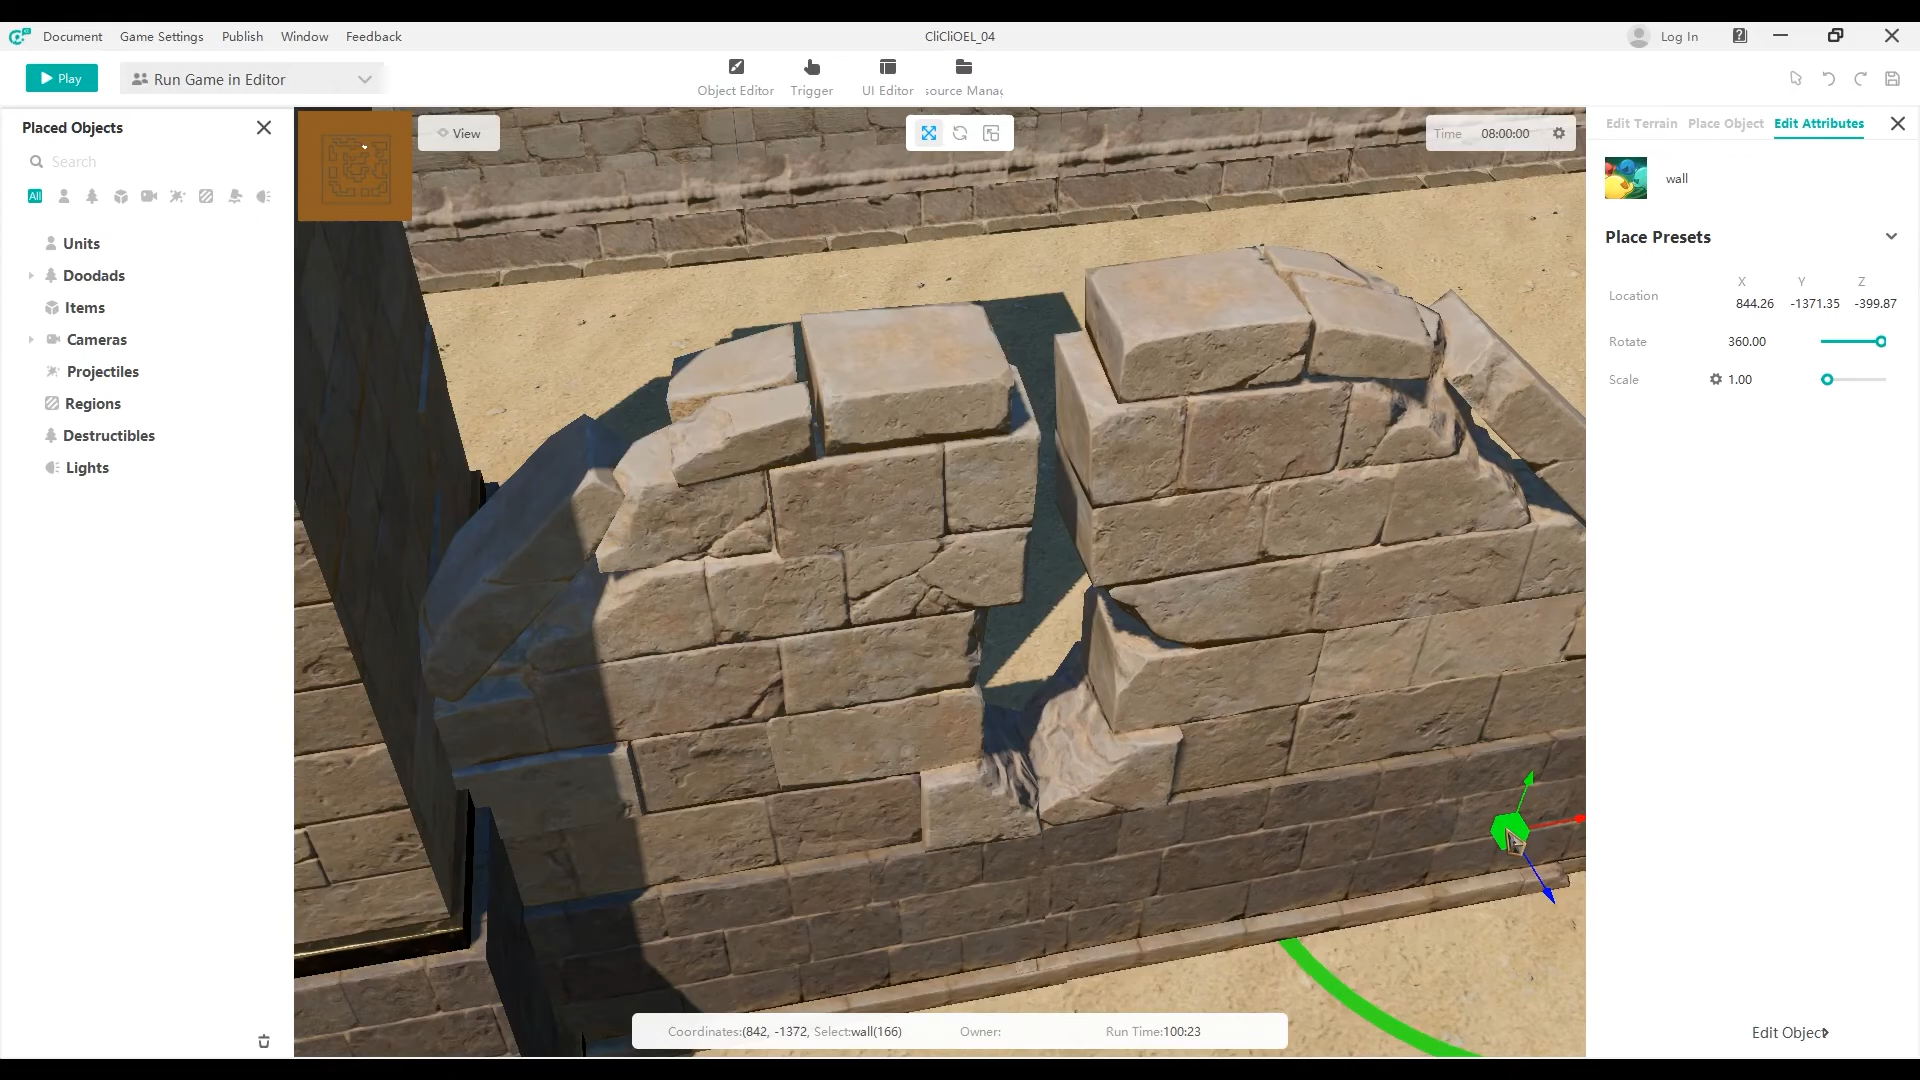 Document Game Settings Publish Window Feedback CliCliOEL_04 Log In
Play Run Game in Editor Object Editor Trigger UI Editor source Manag
Placed Objects
Search
All
Units
Doodads
Items
Cameras
Projectiles
Regions
Destructibles
Lights
View
Time 08:00:00
Edit Terrain Place Object Edit Attributes
wall
Place Presets
X Y Z
Location 844.26 -1371.35 -399.87
Rotate 360.00
Scale 1.00
Coordinates:(842, -1372, Select:wall(166) Owner: Run Time:100:23
Edit Object